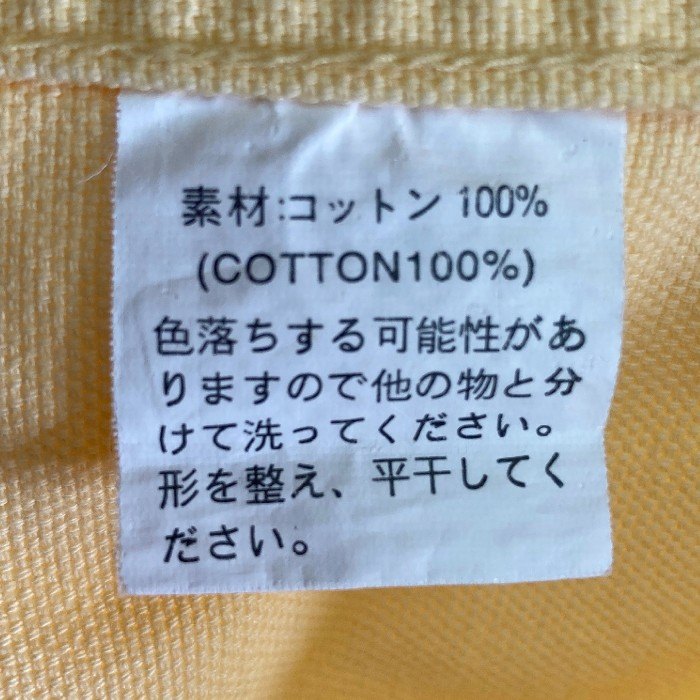 素材:コットン 100%
(COTTON100%)
色落ちする可能性があ
りますので他の物と分
けて洗ってください。
形を整え、平干してく
ださい。